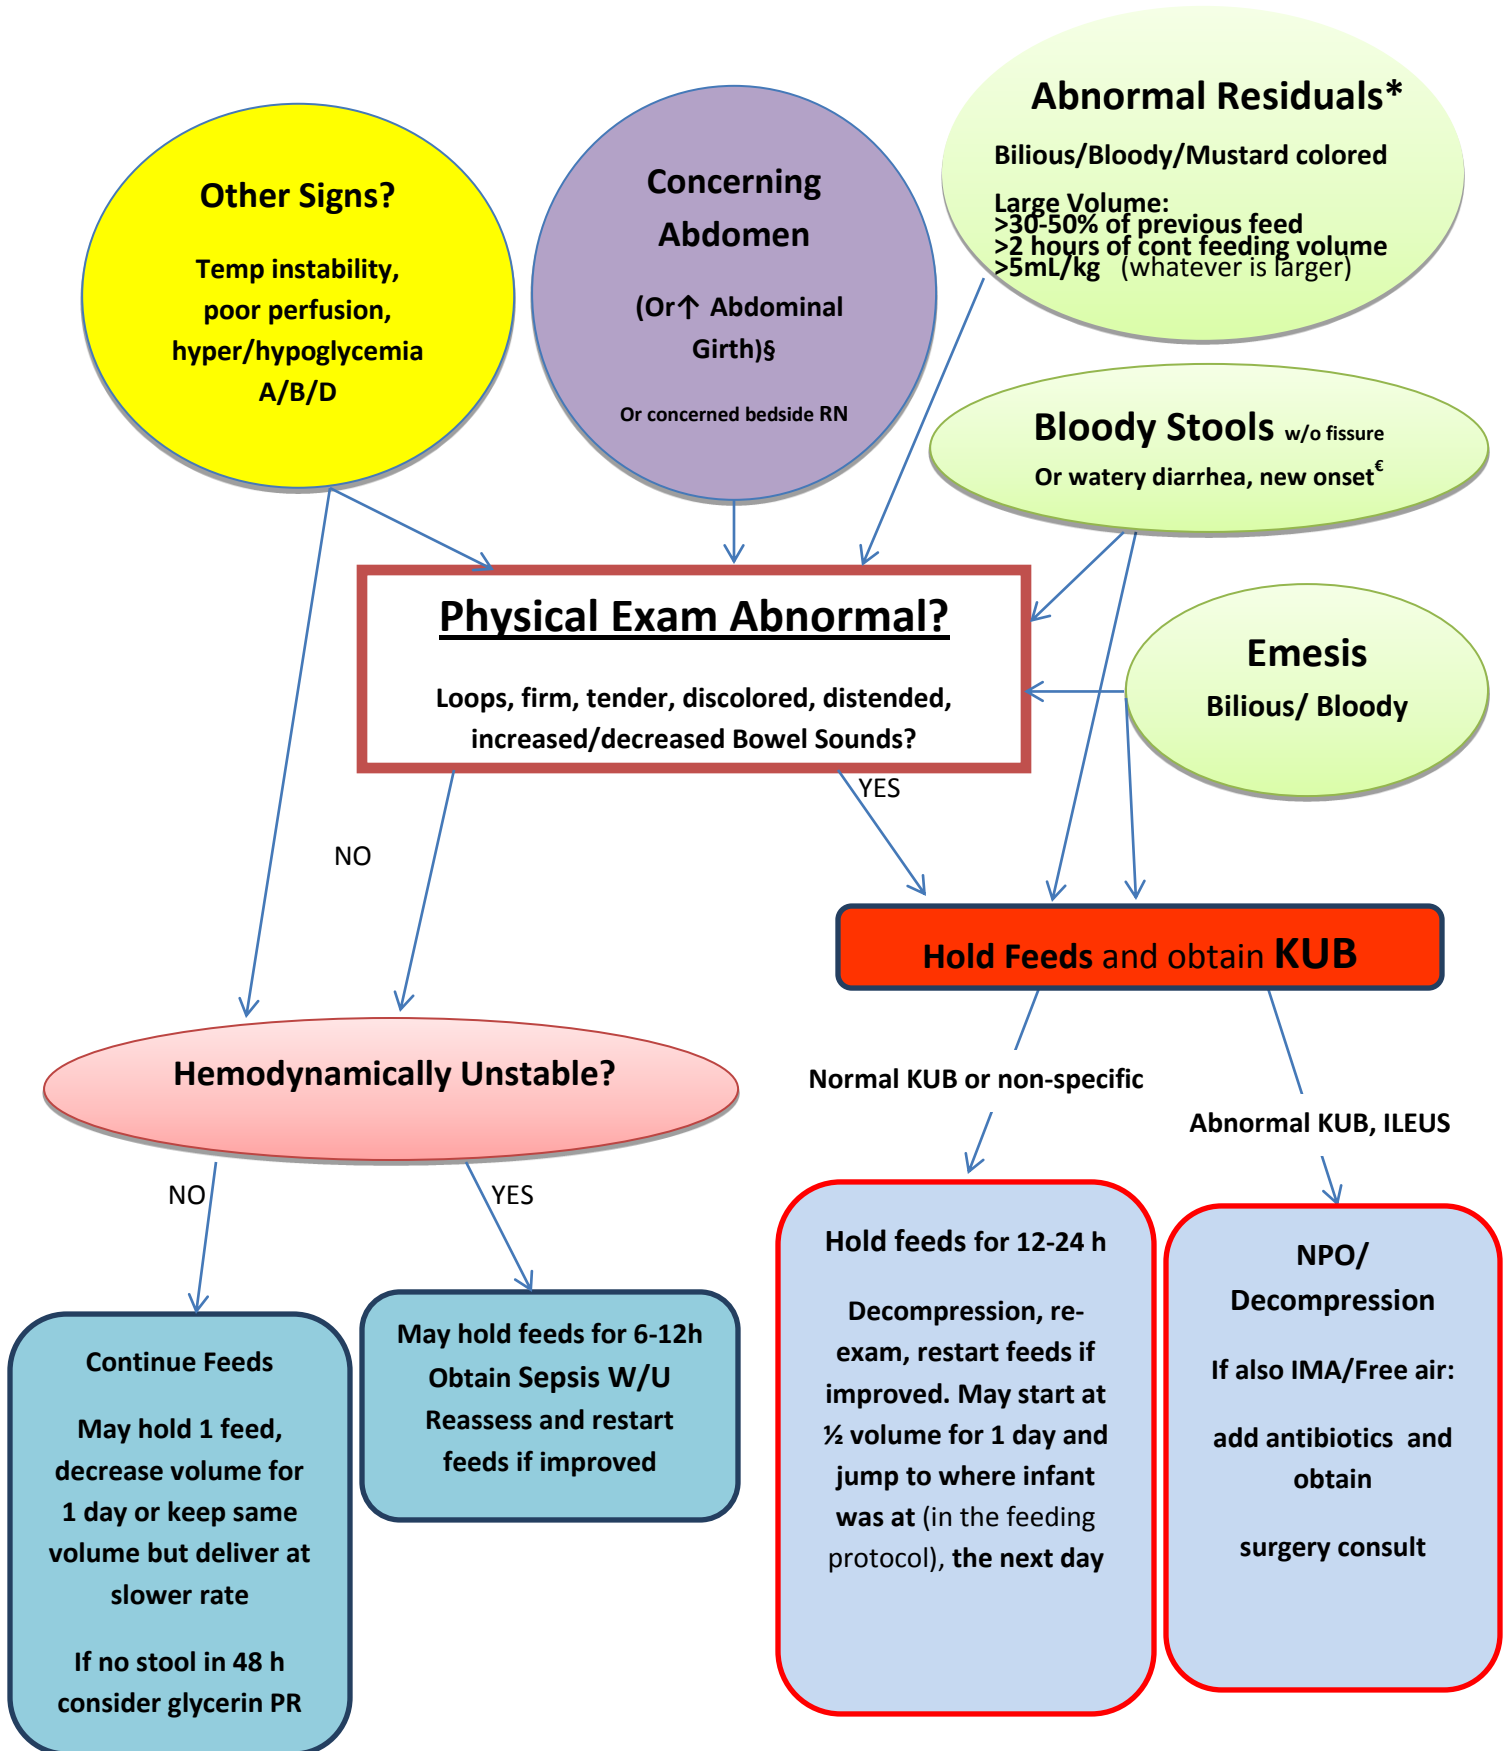 Other Signs?
Temp instability,
poor perfusion,
hyper/hypoglycemia
A/B/D
Concerning
Abdomen
(Or↑ Abdominal
Girth)§
Or concerned bedside RN
Abnormal Residuals*
Bilious/Bloody/Mustard colored
Large Volume:
>30-50% of previous feed
>2 hours of cont feeding volume
>5mL/kg (whatever is larger)
Bloody Stools w/o fissure
Or watery diarrhea, new onset€
Emesis
Bilious/ Bloody
Physical Exam Abnormal?
Loops, firm, tender, discolored, distended,
increased/decreased Bowel Sounds?
YES
NO
Hold Feeds and obtain KUB
Hemodynamically Unstable?
Normal KUB or non-specific
Abnormal KUB, ILEUS
NO
YES
Continue Feeds
May hold 1 feed,
decrease volume for
1 day or keep same
volume but deliver at
slower rate
If no stool in 48 h
consider glycerin PR
May hold feeds for 6-12h
Obtain Sepsis W/U
Reassess and restart
feeds if improved
Hold feeds for 12-24 h
Decompression, re-
exam, restart feeds if
improved. May start at
½ volume for 1 day and
jump to where infant
was at (in the feeding
protocol), the next day
NPO/
Decompression
If also IMA/Free air:
add antibiotics and
obtain
surgery consult